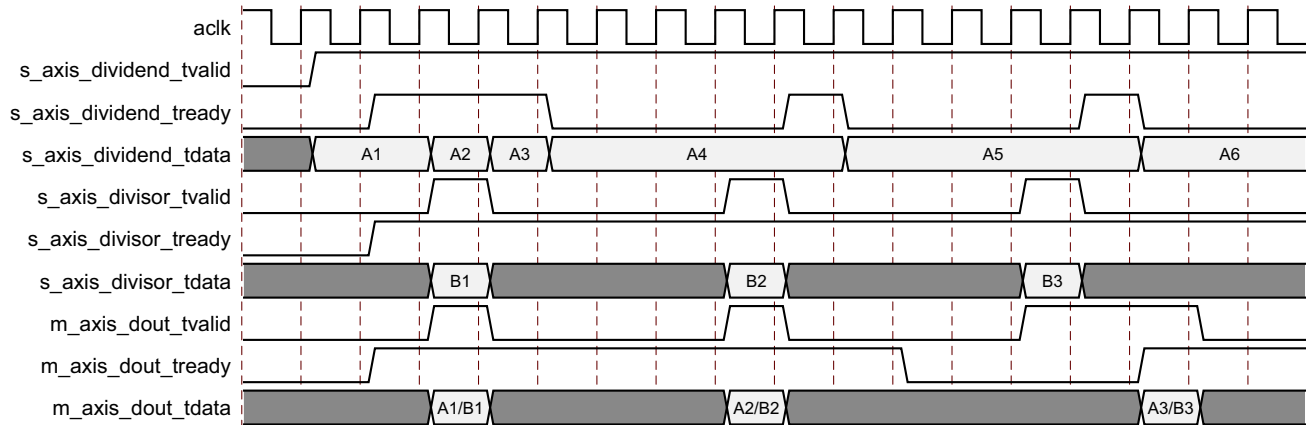 aclk
s_axis_dividend_tvalid
s_axis_dividend_tready
s_axis_dividend_tdata A1 A2 A3 A4 A5 A6
s_axis_divisor_tvalid
s_axis_divisor_tready
s_axis_divisor_tdata B1 B2 B3
m_axis_dout_tvalid
m_axis_dout_tready
m_axis_dout_tdata A1/B1 A2/B2 A3/B3